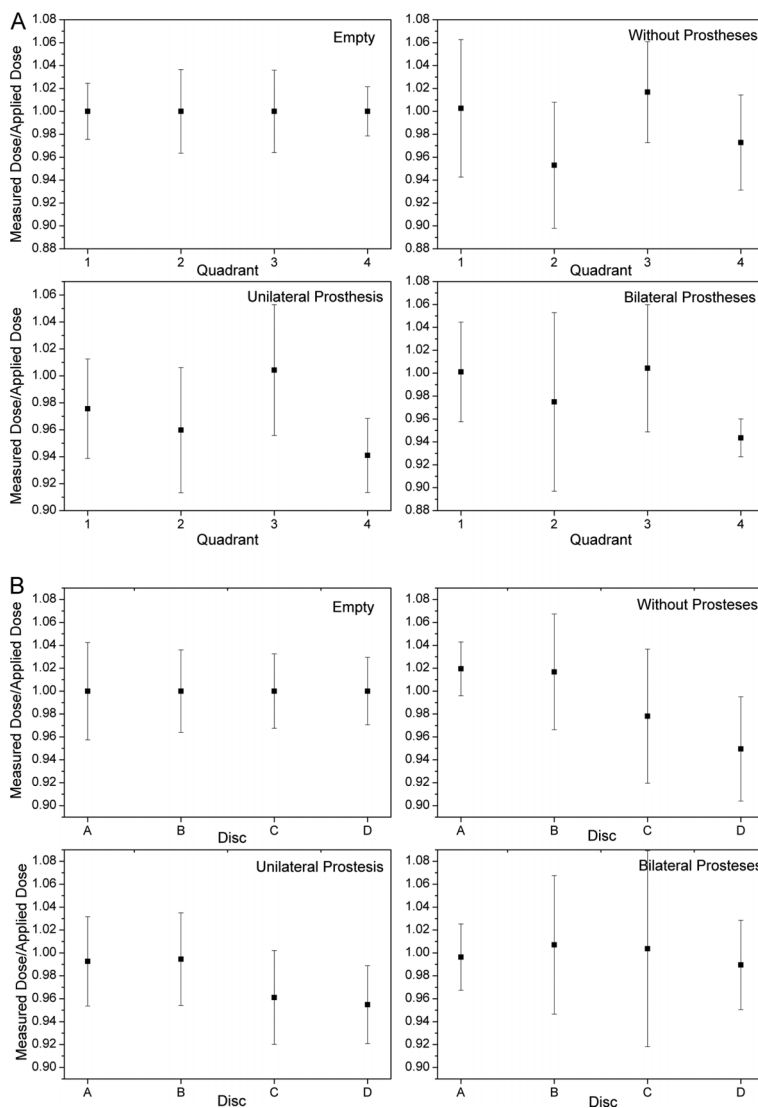 A
Measured Dose/Applied Dose
1.08
1.06
1.04
1.02
1.00
0.98
0.96
0.94
0.92
0.90
0.88
Empty
1 2 3 4
Quadrant
1.08
1.06
1.04
1.02
1.00
0.98
0.96
0.94
0.92
0.90
0.88
Without Prostheses
1 2 3 4
Quadrant
Measured Dose/Applied Dose
1.06
1.04
1.02
1.00
0.98
0.96
0.94
0.92
0.90
Unilateral Prosthesis
1 2 3 4
Quadrant
1.08
1.06
1.04
1.02
1.00
0.98
0.96
0.94
0.92
0.90
0.88
Bilateral Prostheses
1 2 3 4
Quadrant
B
Measured Dose/Applied Dose
1.08
1.06
1.04
1.02
1.00
0.98
0.96
0.94
0.92
0.90
Empty
A B C D
Disc
1.08
1.06
1.04
1.02
1.00
0.98
0.96
0.94
0.92
0.90
Without Prosteses
A B C D
Disc
Measured Dose/Applied Dose
1.08
1.06
1.04
1.02
1.00
0.98
0.96
0.94
0.92
0.90
Unilateral Prostesis
A B C D
Disc
1.08
1.06
1.04
1.02
1.00
0.98
0.96
0.94
0.92
0.90
Bilateral Prosteses
A B C D
Disc